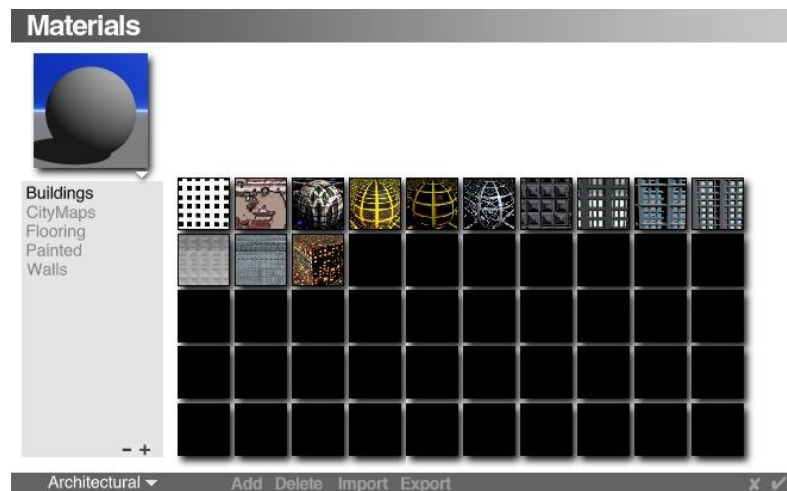 Materials
Buildings
CityMaps
Flooring
Painted
Walls
- +
Architectural Add Delete Import Export